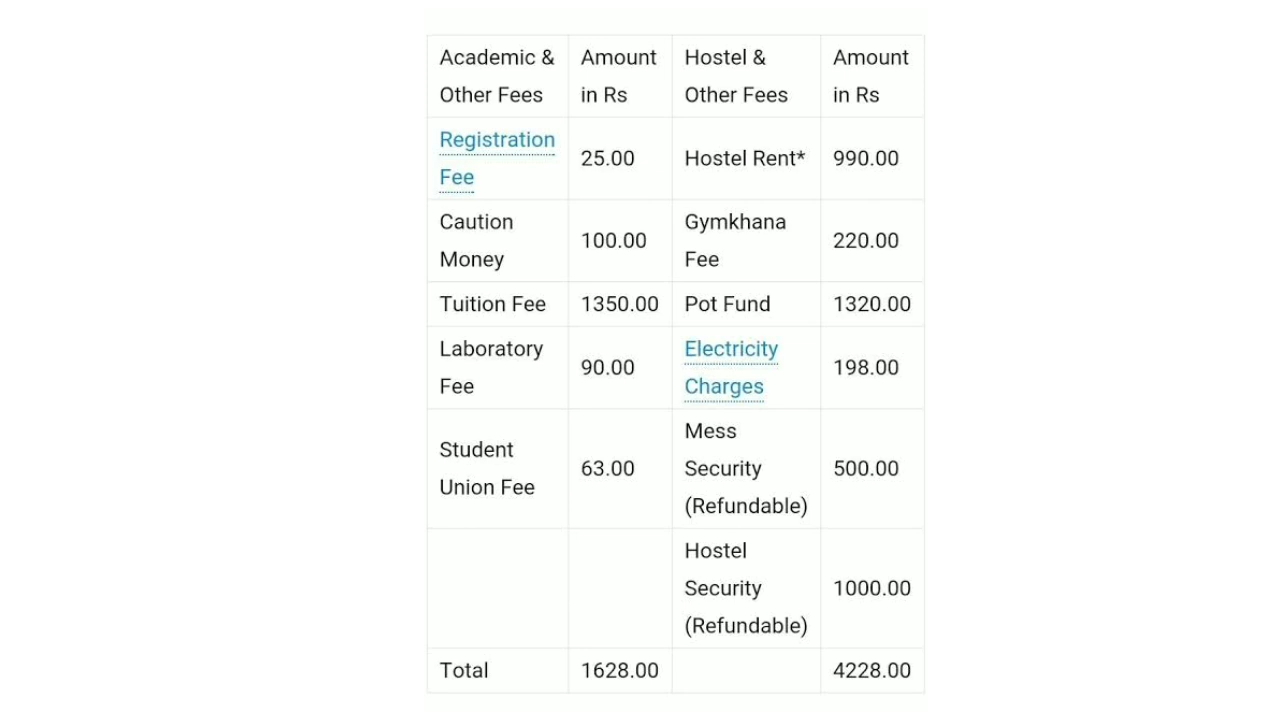 Academic & Other Fees Amount in Rs Hostel & Other Fees Amount in Rs
Registration Fee 25.00 Hostel Rent* 990.00
Caution Money 100.00 Gymkhana Fee 220.00
Tuition Fee 1350.00 Pot Fund 1320.00
Laboratory Fee 90.00 Electricity Charges 198.00
Student Union Fee 63.00 Mess Security (Refundable) 500.00
Hostel Security (Refundable) 1000.00
Total 1628.00 4228.00